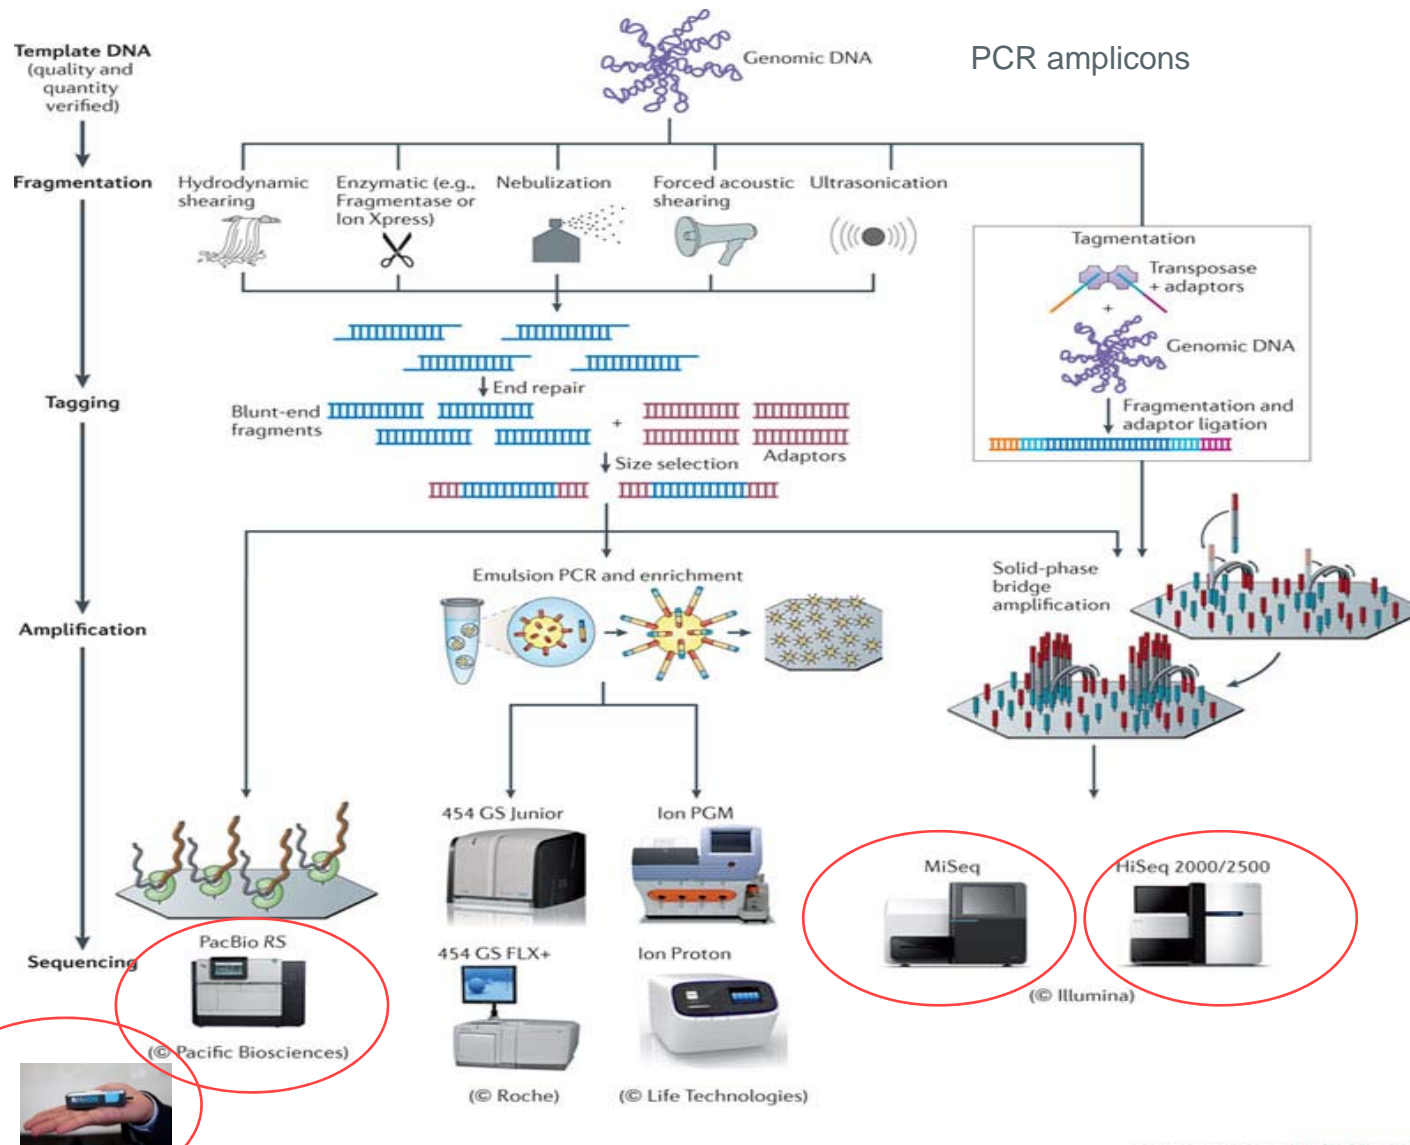 Template DNA
(quality and
quantity
verified)
Genomic DNA
PCR amplicons
Fragmentation
Hydrodynamic
shearing
Enzymatic (e.g.,
Fragmentase or
Ion Xpress)
Nebulization
Forced acoustic
shearing
Ultrasonication
Tagmentation
Transposase
+ adaptors
+
Genomic DNA
Fragmentation and
adaptor ligation
End repair
Tagging
Blunt-end
fragments
+
Adaptors
Size selection
Emulsion PCR and enrichment
Solid-phase
bridge
amplification
Amplification
454 GS Junior
Ion PGM
MiSeq
HiSeq 2000/2500
Sequencing
PacBio RS
454 GS FLX+
Ion Proton
(© Illumina)
(© Pacific Biosciences)
(© Roche)
(© Life Technologies)